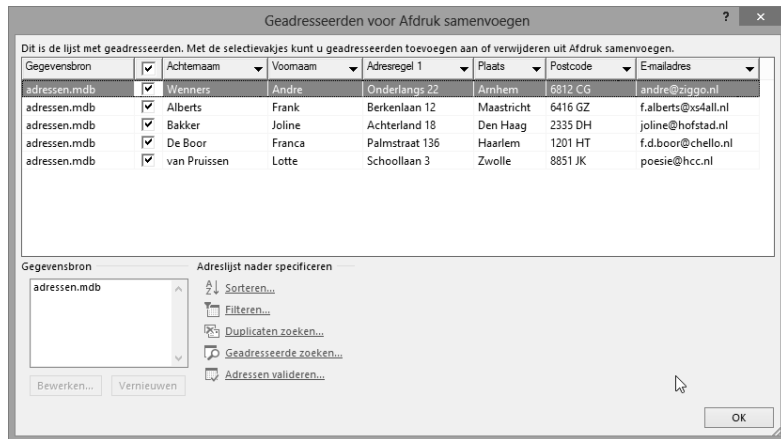 Geadresseerden voor Afdruk samenvoegen ? ×
Dit is de lijst met geadresseerden. Met de selectievakjes kunt u geadresseerden toevoegen aan of verwijderen uit Afdruk samenvoegen.
Gegevensbron Achternaam Voornaam Adresregel 1 Plaats Postcode E-mailadres
adressen.mdb Wenners Andre Onderlangs 22 Arnhem 6812 CG andre@ziggo.nl
adressen.mdb Alberts Frank Berkenlaan 12 Maastricht 6416 GZ f.alberts@xs4all.nl
adressen.mdb Bakker Joline Achterland 18 Den Haag 2335 DH joline@hofstad.nl
adressen.mdb De Boor Franca Palmstraat 136 Haarlem 1201 HT f.d.boor@chello.nl
adressen.mdb van Pruissen Lotte Schoollaan 3 Zwolle 8851 JK poesie@hcc.nl
Gegevensbron
adressen.mdb
Bewerken... Vernieuwen
Adreslijst nader specificeren
Sorteren...
Filteren...
Duplicaten zoeken...
Geadresseerde zoeken...
Adressen valideren...
OK